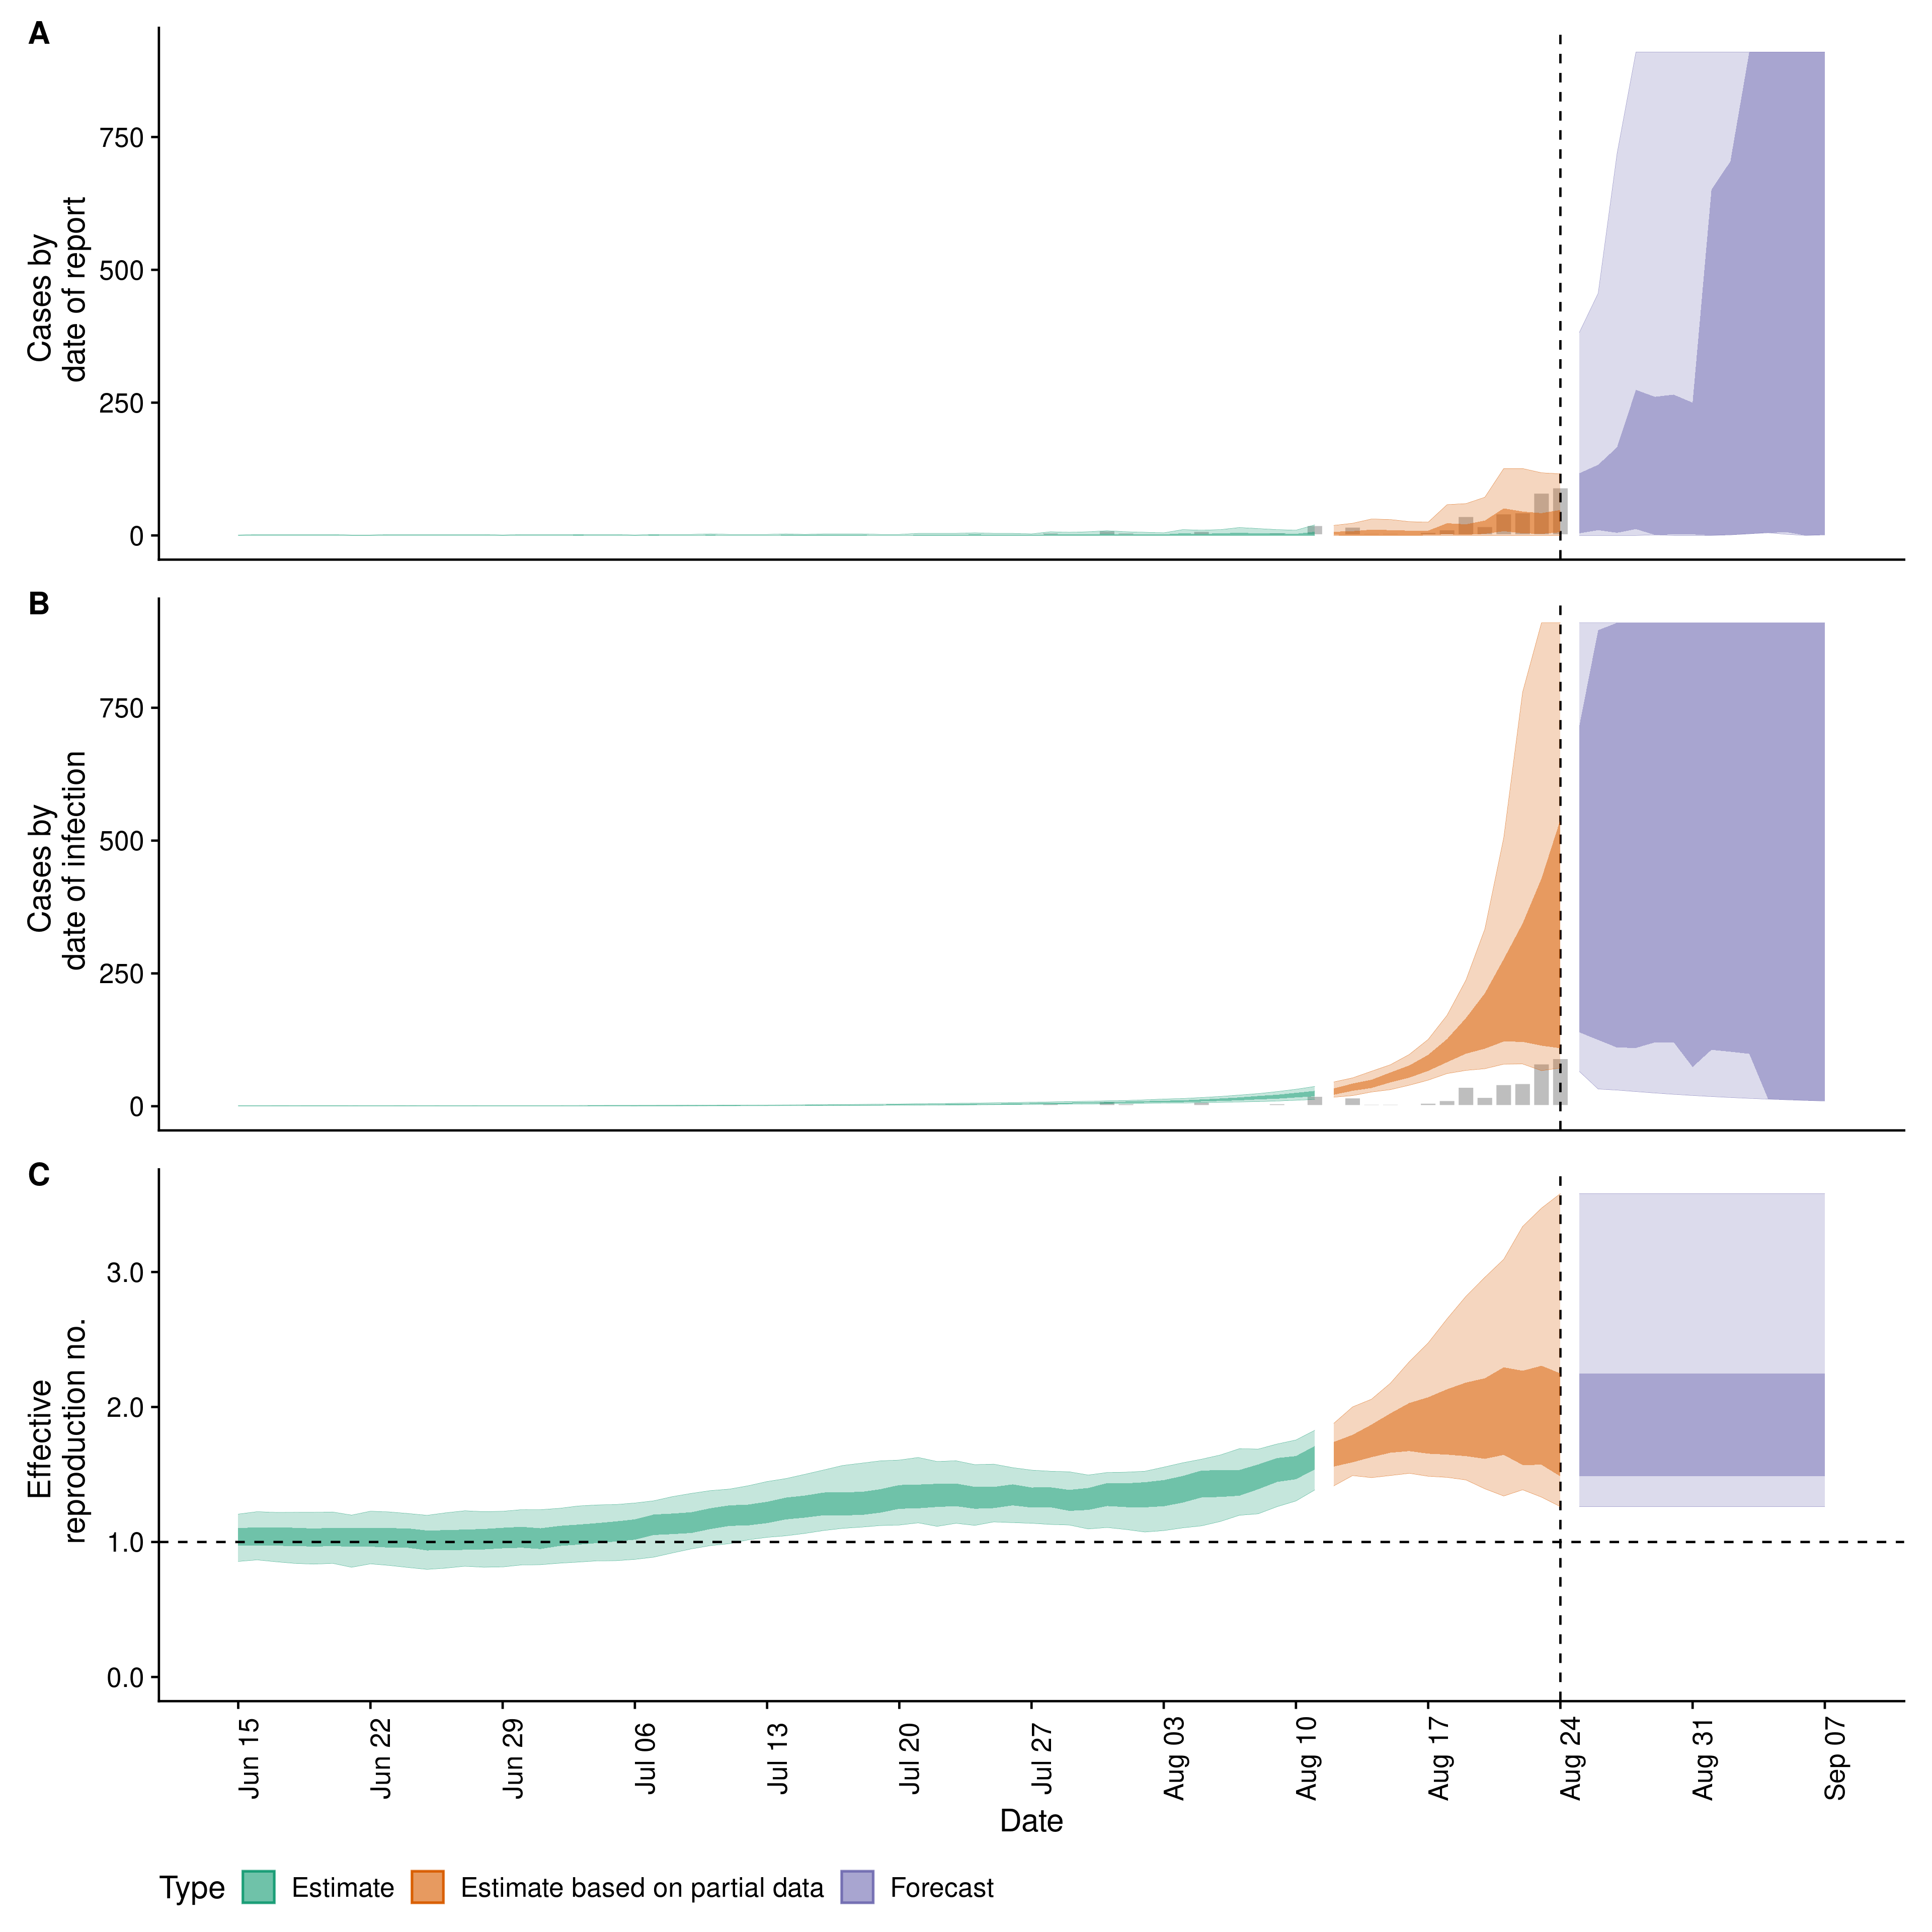 A
Cases by
date of report
750
500
250
0
B
Cases by
date of infection
750
500
250
0
C
Effective
reproduction no.
3.0
2.0
1.0
0.0
Jun 15
Jun 22
Jun 29
Jul 06
Jul 13
Jul 20
Jul 27
Aug 03
Aug 10
Aug 17
Aug 24
Aug 31
Sep 07
Date
Type Estimate Estimate based on partial data Forecast